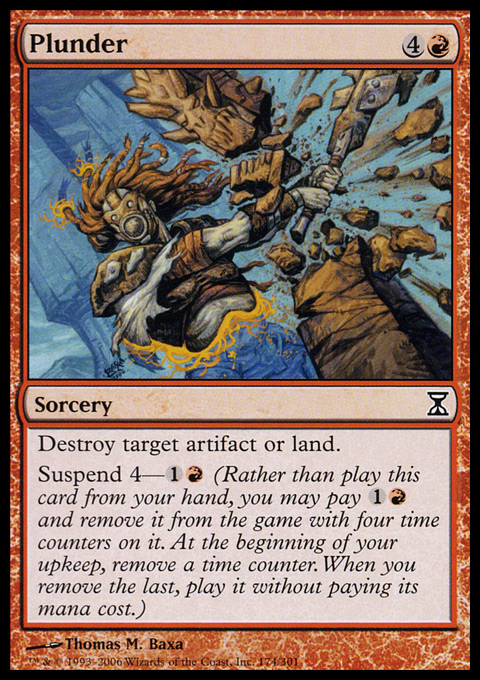 Plunder 4
Sorcery
Destroy target artifact or land.
Suspend 4—1 (Rather than play this
card from your hand, you may pay 1
and remove it from the game with four time
counters on it. At the beginning of your
upkeep, remove a time counter. When you
remove the last, play it without paying its
mana cost.)
Thomas M. Baxa
™ & © 1993-2006 Wizards of the Coast, Inc. 174/301